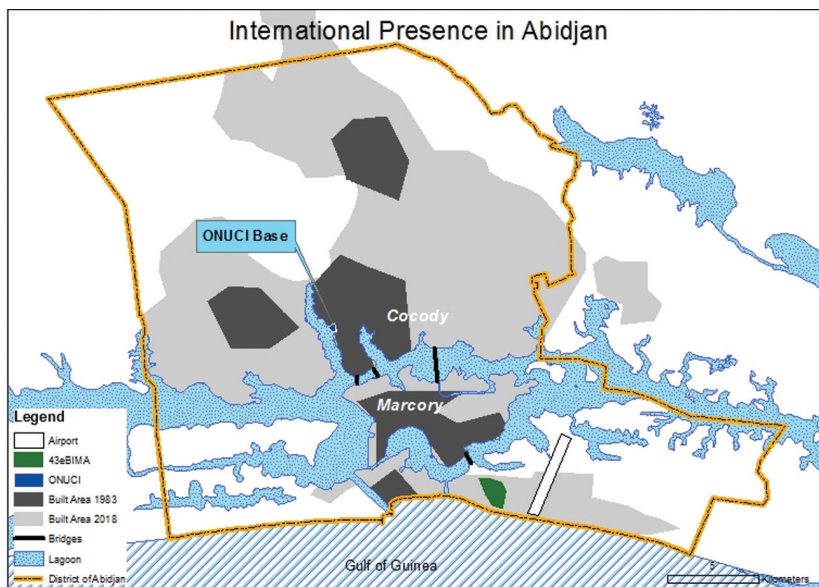 International Presence in Abidjan
ONUCI Base
Cocody
Marcory
Legend
Airport
43eBIMA
ONUCI
Built Area 1983
Built Area 2018
Bridges
Lagoon
District of Abidjan
Gulf of Guinea
5
Kilometers